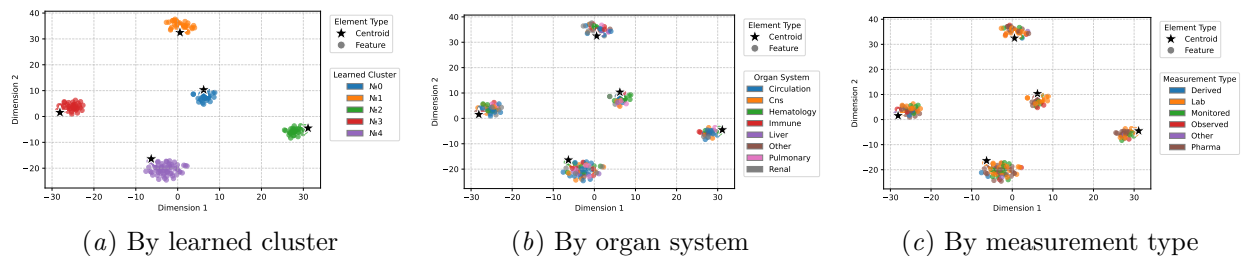 40
30
20
10
0
−10
−20
Dimension 2
−30
−20
−10
0
10
20
30
Dimension 1
Element Type
Centroid
Feature
Learned Cluster
№0
№1
№2
№3
№4
(a) By learned cluster
40
30
20
10
0
−10
−20
Dimension 2
−30
−20
−10
0
10
20
30
Dimension 1
Element Type
Centroid
Feature
Organ System
Circulation
Cns
Hematology
Immune
Liver
Other
Pulmonary
Renal
(b) By organ system
40
30
20
10
0
−10
−20
Dimension 2
−30
−20
−10
0
10
20
30
Dimension 1
Element Type
Centroid
Feature
Measurement Type
Derived
Lab
Monitored
Observed
Other
Pharma
(c) By measurement type